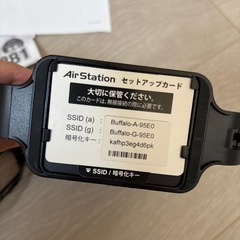 AirStation セットアップカード
大切に保管ください。
このカードは、無線接続の際に必要です。
SSID (a) : Buffalo-A-95E0
SSID (g) : Buffalo-G-95E0
暗号化キー : kafhp3eg4d6pk
▲ SSID / 暗号化キー